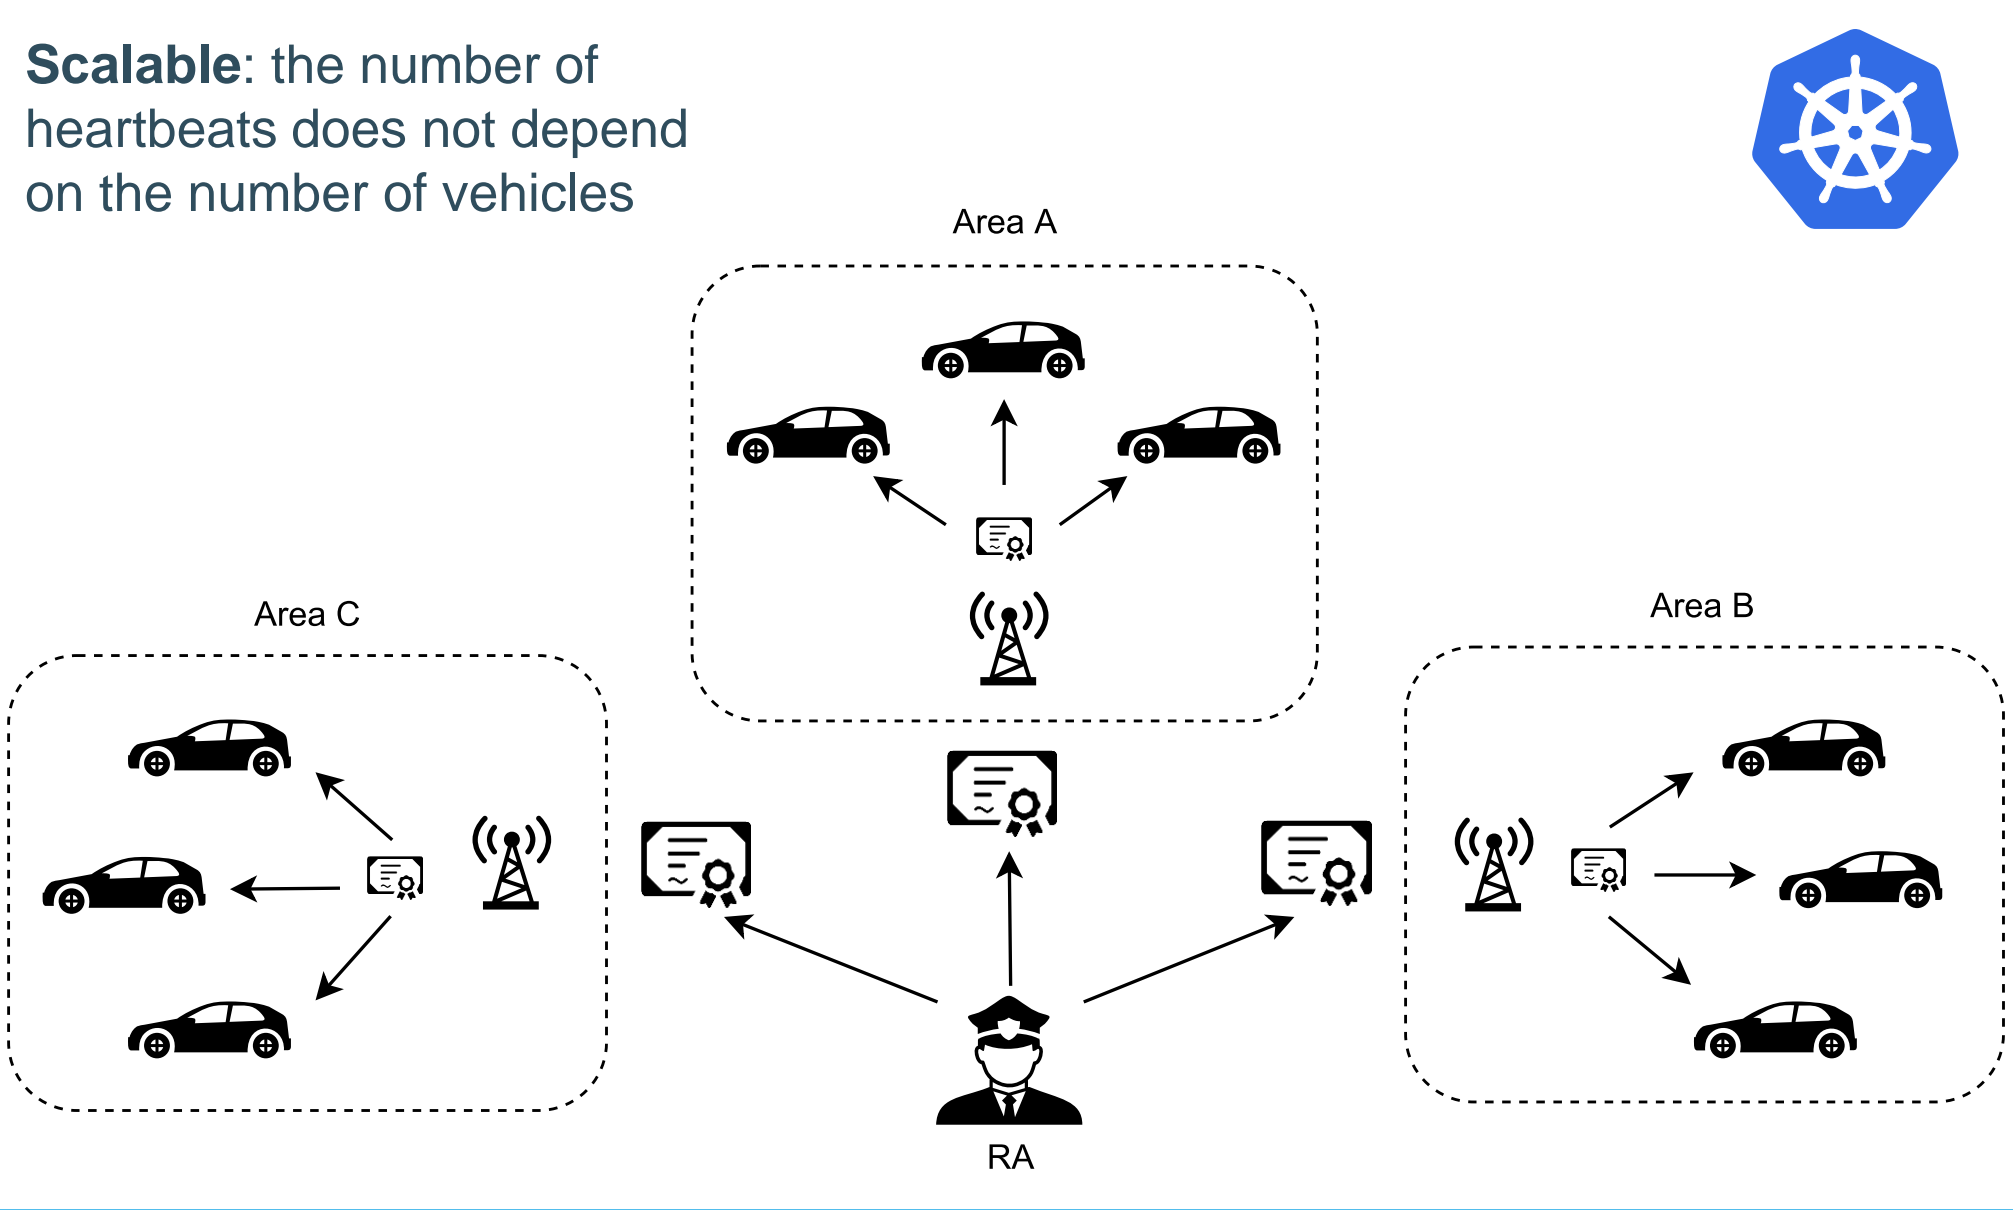 Scalable: the number of
heartbeats does not depend
on the number of vehicles
Area A
Area C
Area B
RA